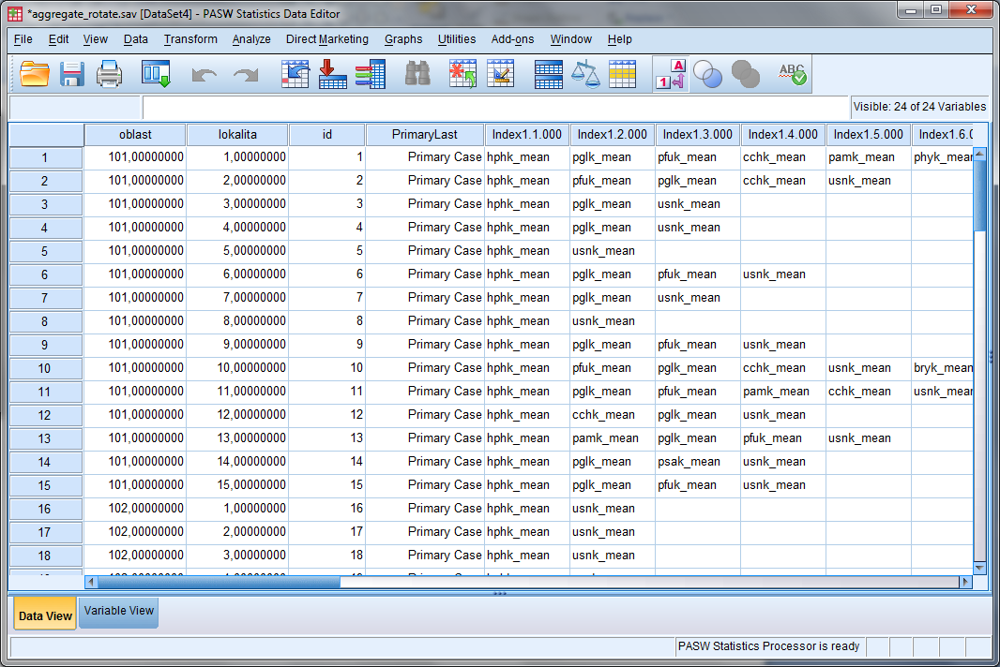 *aggregate_rotate.sav [DataSet4] - PASW Statistics Data Editor
File Edit View Data Transform Analyze Direct Marketing Graphs Utilities Add-ons Window Help
1 A ABC
Visible: 24 of 24 Variables
oblast lokalita id PrimaryLast Index1.1.000 Index1.2.000 Index1.3.000 Index1.4.000 Index1.5.000 Index1.6.0
1 101,00000000 1,00000000 1 Primary Case hphk_mean pglk_mean pfuk_mean cchk_mean pamk_mean phyk_mean
2 101,00000000 2,00000000 2 Primary Case hphk_mean pfuk_mean pglk_mean cchk_mean usnk_mean
3 101,00000000 3,00000000 3 Primary Case hphk_mean pglk_mean usnk_mean
4 101,00000000 4,00000000 4 Primary Case hphk_mean pglk_mean usnk_mean
5 101,00000000 5,00000000 5 Primary Case hphk_mean usnk_mean
6 101,00000000 6,00000000 6 Primary Case hphk_mean pglk_mean pfuk_mean usnk_mean
7 101,00000000 7,00000000 7 Primary Case hphk_mean pglk_mean usnk_mean
8 101,00000000 8,00000000 8 Primary Case hphk_mean usnk_mean
9 101,00000000 9,00000000 9 Primary Case hphk_mean pglk_mean pfuk_mean usnk_mean
10 101,00000000 10,00000000 10 Primary Case hphk_mean pfuk_mean pglk_mean cchk_mean usnk_mean bryk_mean
11 101,00000000 11,00000000 11 Primary Case hphk_mean pglk_mean pfuk_mean pamk_mean cchk_mean usnk_mean
12 101,00000000 12,00000000 12 Primary Case hphk_mean cchk_mean pglk_mean usnk_mean
13 101,00000000 13,00000000 13 Primary Case hphk_mean pamk_mean pglk_mean pfuk_mean usnk_mean
14 101,00000000 14,00000000 14 Primary Case hphk_mean pglk_mean psak_mean usnk_mean
15 101,00000000 15,00000000 15 Primary Case hphk_mean pglk_mean pfuk_mean usnk_mean
16 102,00000000 1,00000000 16 Primary Case hphk_mean usnk_mean
17 102,00000000 2,00000000 17 Primary Case hphk_mean usnk_mean
18 102,00000000 3,00000000 18 Primary Case hphk_mean usnk_mean
Data View Variable View
PASW Statistics Processor is ready